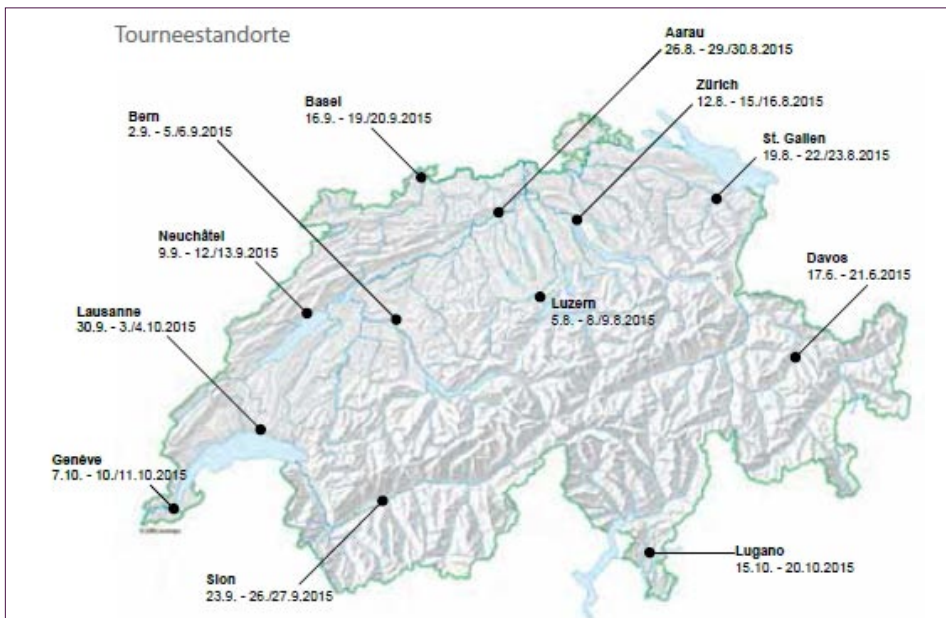 Tourneestandorte
Aarau
26.8. - 29./30.8.2015
Zürich
12.8. - 15./16.8.2015
Basel
16.9. - 19./20.9.2015
Bern
2.9. - 5./6.9.2015
St. Gallen
19.8. - 22./23.8.2015
Neuchâtel
9.9. - 12./13.9.2015
Davos
17.6. - 21.6.2015
Lausanne
30.9. - 3./4.10.2015
Luzern
5.8. - 8./9.8.2015
Genève
7.10. - 10./11.10.2015
Lugano
15.10. - 20.10.2015
Sion
23.9. - 26./27.9.2015